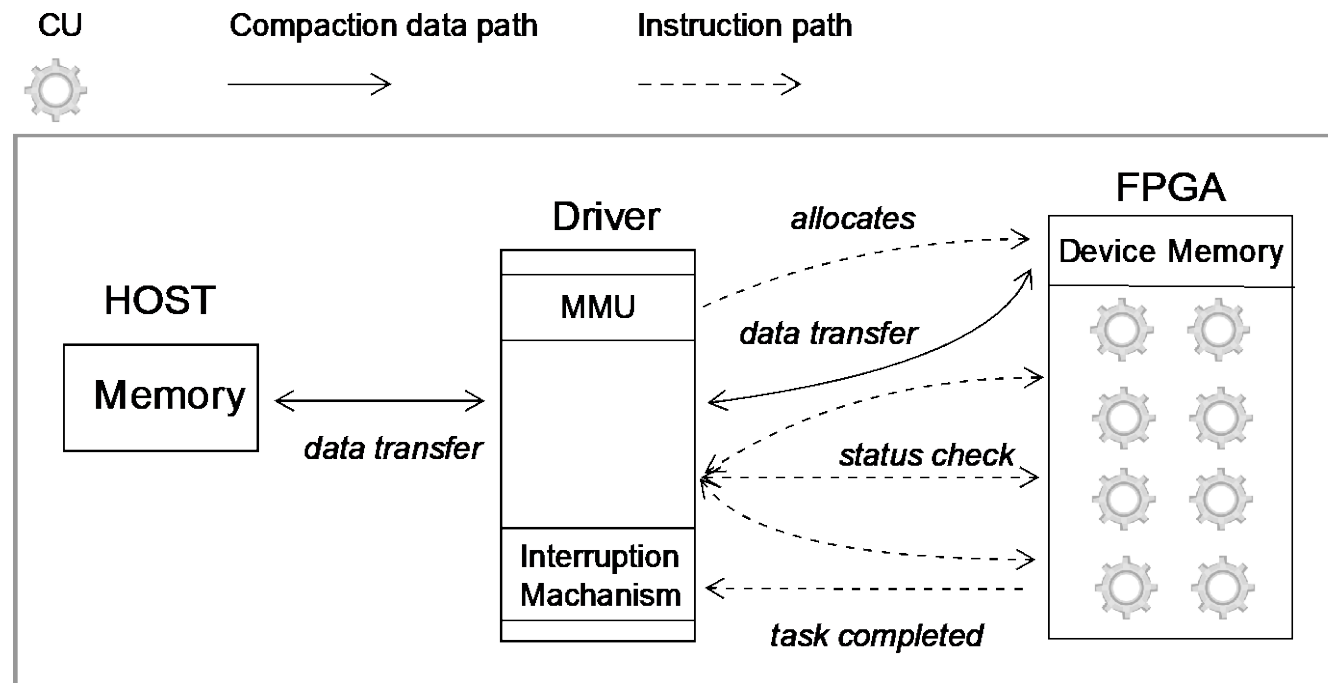 CU
Compaction data path
Instruction path
FPGA
Driver
allocates
Device Memory
HOST
MMU
data transfer
Memory
data transfer
status check
Interruption
Machanism
task completed